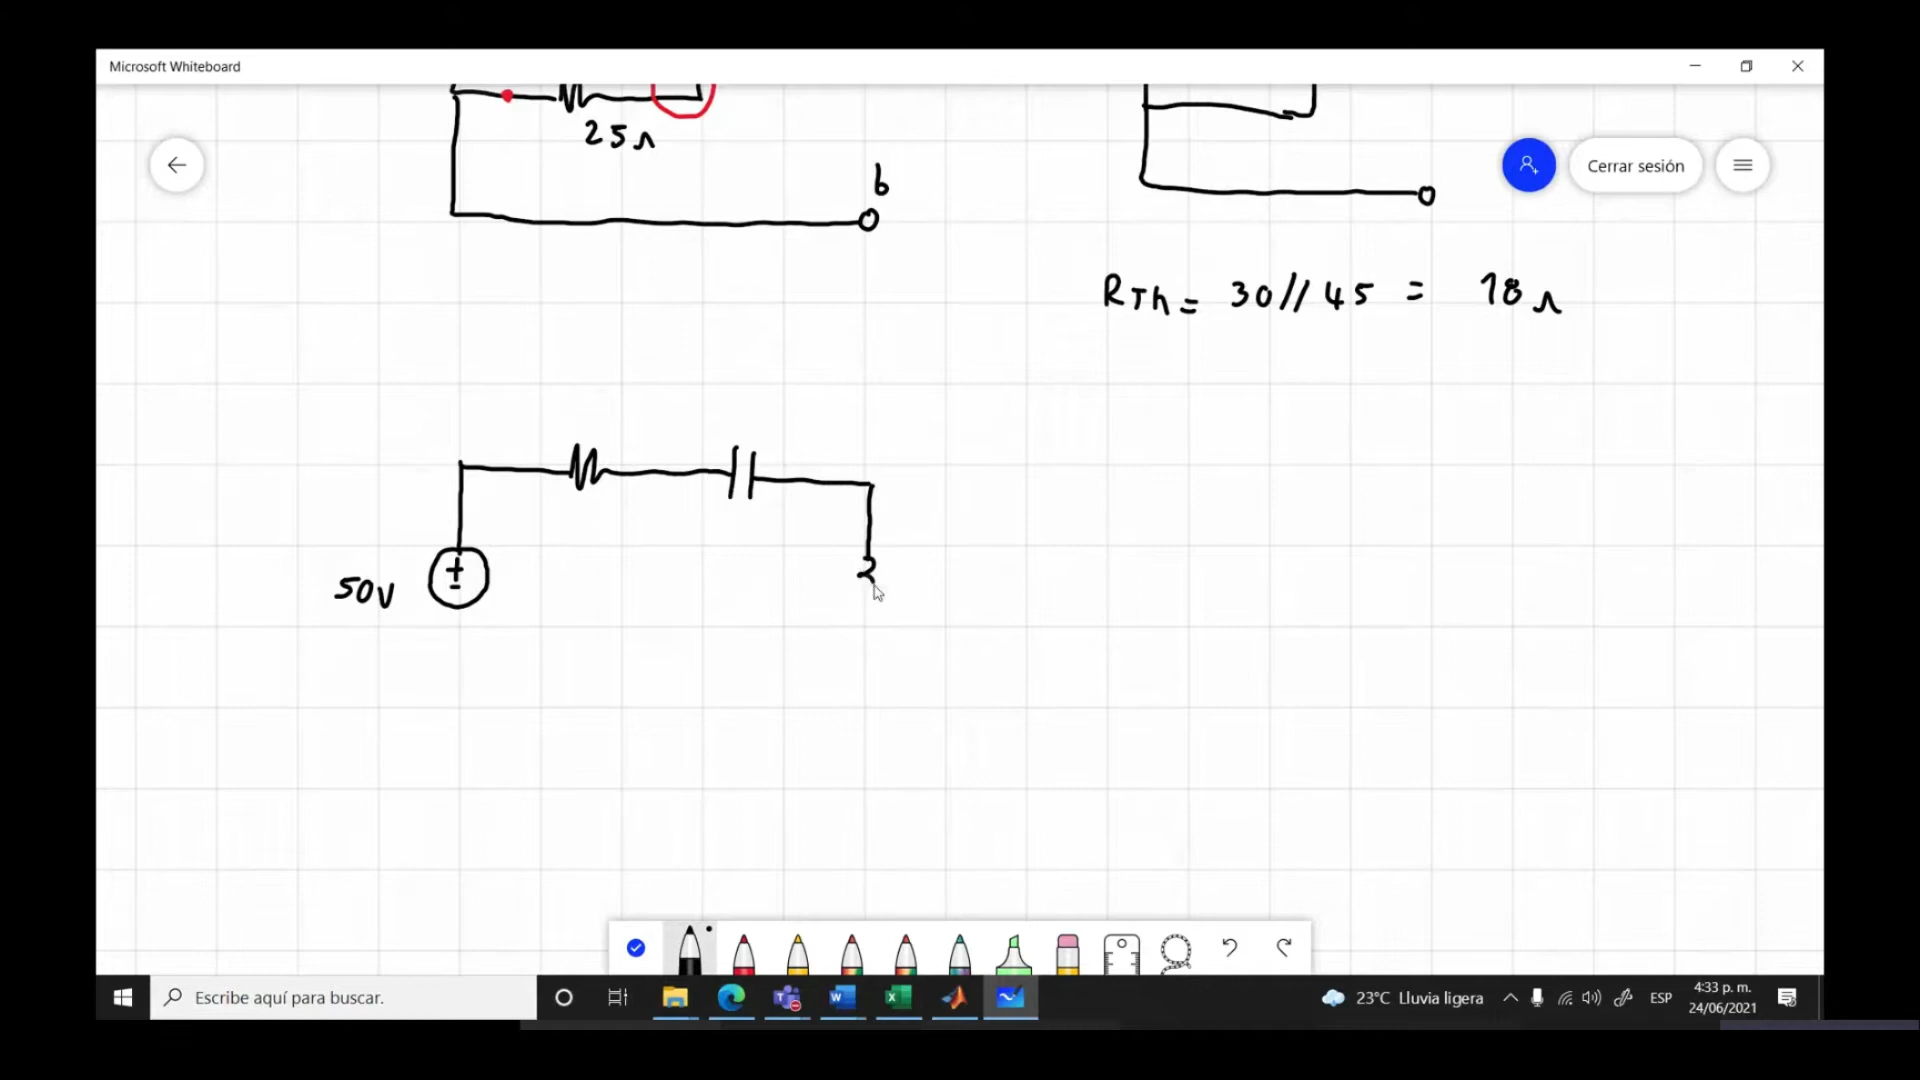 Microsoft Whiteboard
25Ω
b
Cerrar sesión
RTh = 30 // 45 = 18 Ω
50V
Escribe aquí para buscar.
23°C Lluvia ligera
ESP
4:33 p. m.
24/06/2021